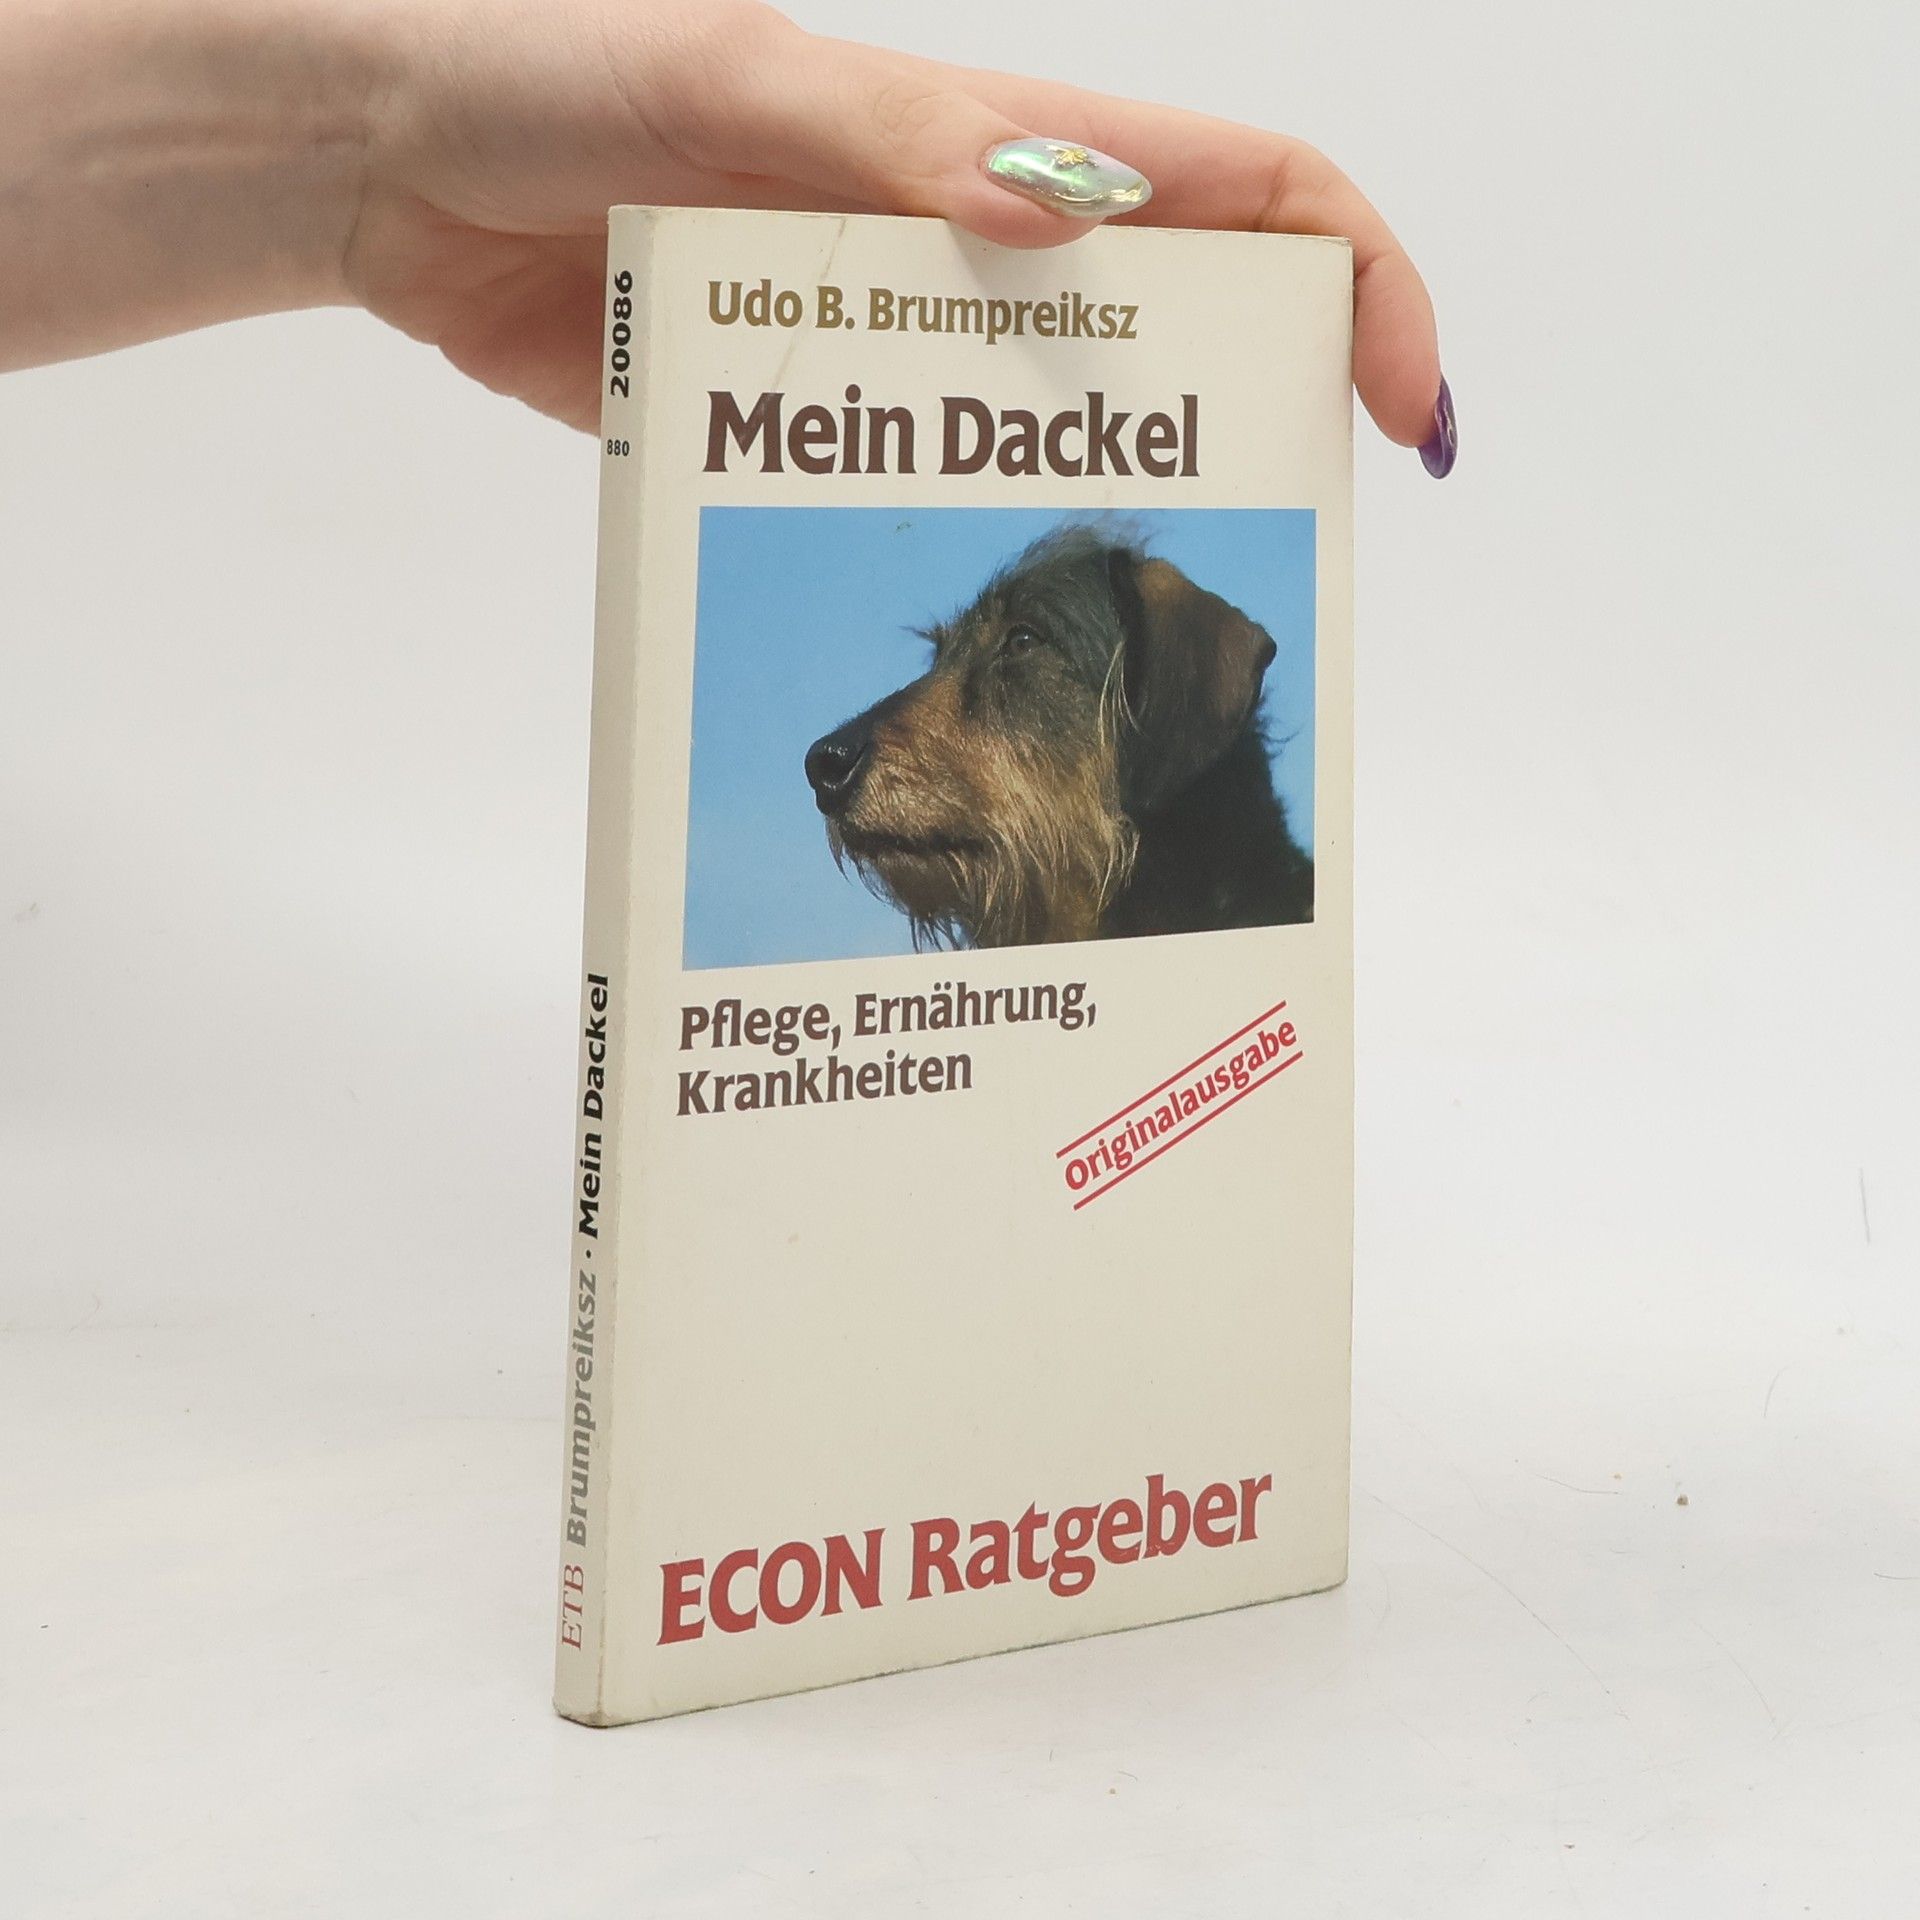 Udo B. Brumpreiksz
Mein Dackel
Pflege, Ernährung,
Krankheiten
Originalausgabe
ECON Ratgeber
ETB Brumpreiksz · Mein Dackel
880
20086